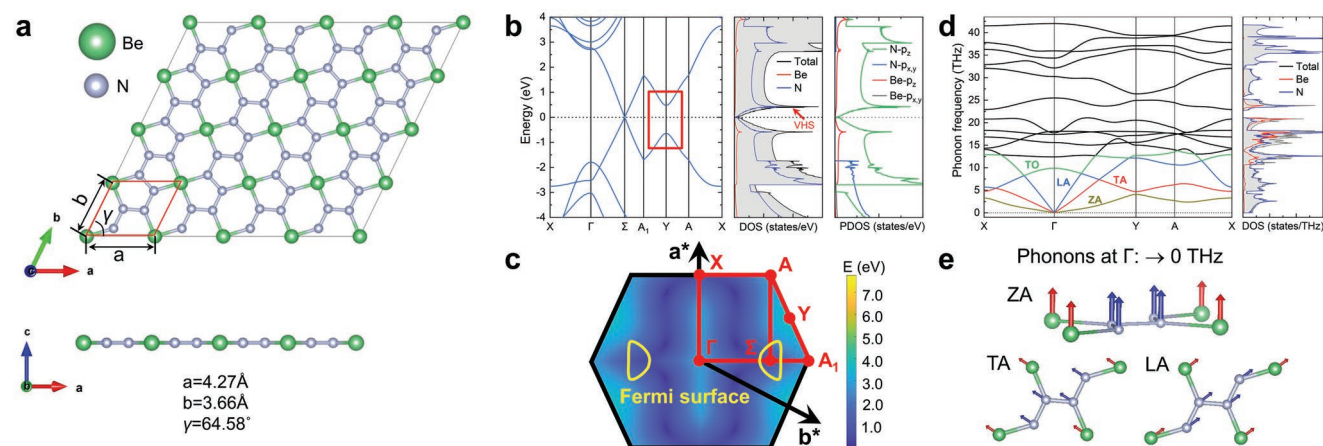 a
Be
N
b
γ
a
b
c
a
c
b
a
a=4.27Å
b=3.66Å
γ=64.58°
b
Energy (eV)
4
3
2
1
0
-1
-2
-3
-4
X Γ Σ A₁ Y A X
Total
Be
N
VHS
DOS (states/eV)
N-p_z
N-p_x,y
Be-p_z
Be-p_x,y
PDOS (states/eV)
c
a*
X
A
Y
Γ
Σ
A₁
Fermi surface
b*
E (eV)
7.0
6.0
5.0
4.0
3.0
2.0
1.0
d
Phonon frequency (THz)
40
35
30
25
20
15
10
5
0
TO
LA
TA
ZA
X Γ Y A X
Total
Be
N
DOS (states/THz)
e
Phonons at Γ: → 0 THz
ZA
TA
LA